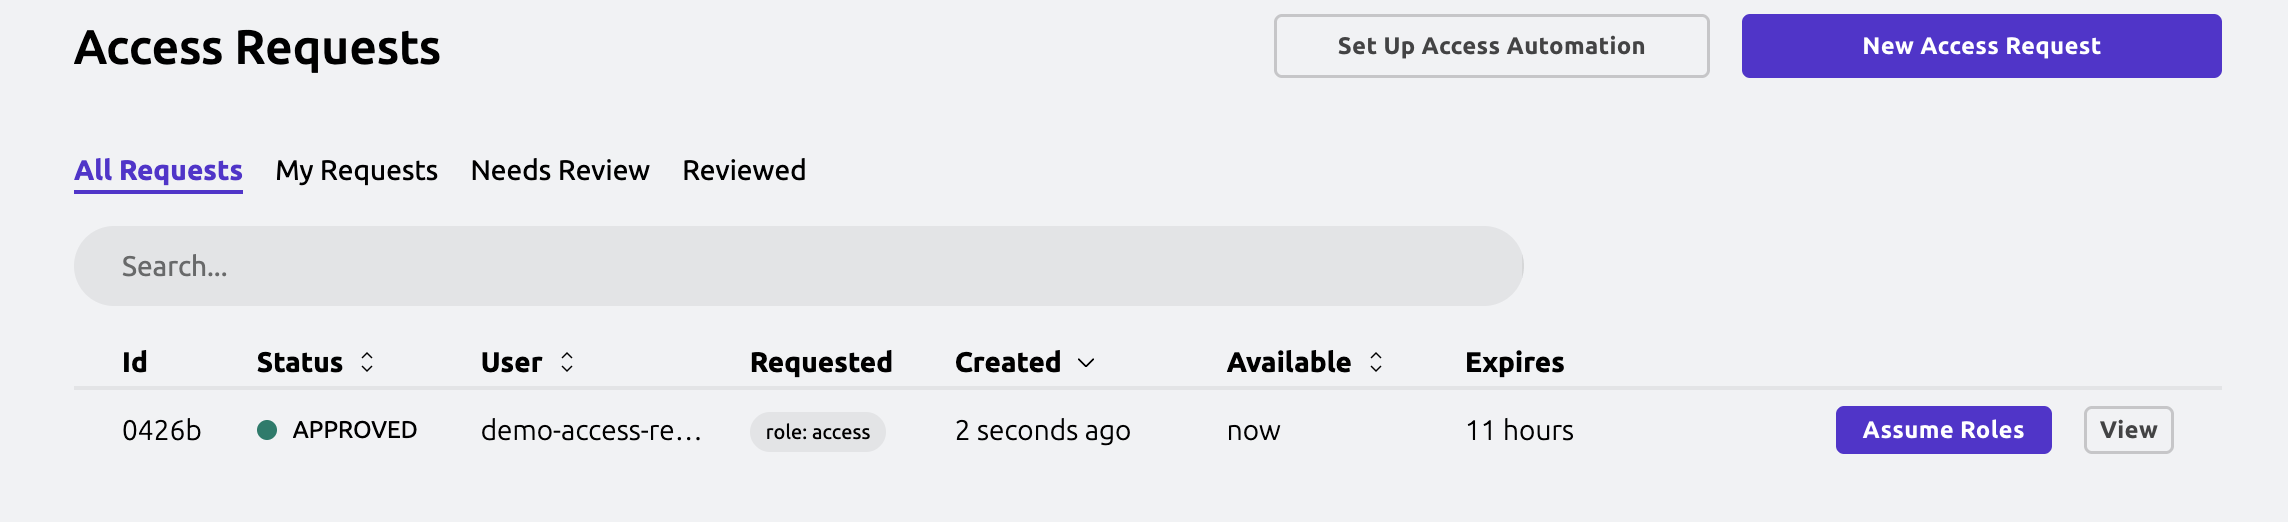 Access Requests
Set Up Access Automation
New Access Request
All Requests My Requests Needs Review Reviewed
Search...
Id Status User Requested Created Available Expires
0426b APPROVED demo-access-re... role: access 2 seconds ago now 11 hours Assume Roles View